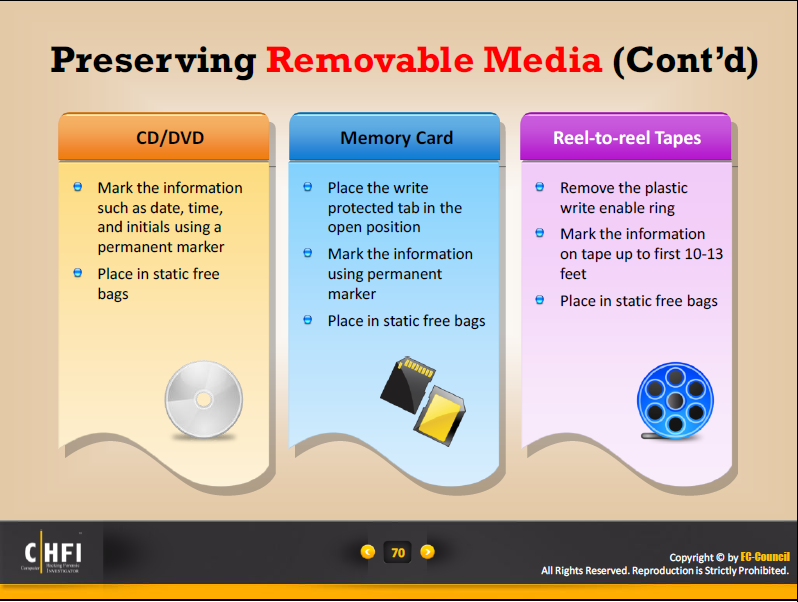 Preserving Removable Media (Cont’d)
CD/DVD
Mark the information
such as date, time,
and initials using a
permanent marker
Place in static free
bags
Memory Card
Place the write
protected tab in the
open position
Mark the information
using permanent
marker
Place in static free bags
Reel-to-reel Tapes
Remove the plastic
write enable ring
Mark the information
on tape up to first 10-13
feet
Place in static free bags
CHFI
Computer Hacking Forensic
INVESTIGATOR
70
Copyright © by EC-Council
All Rights Reserved. Reproduction is Strictly Prohibited.